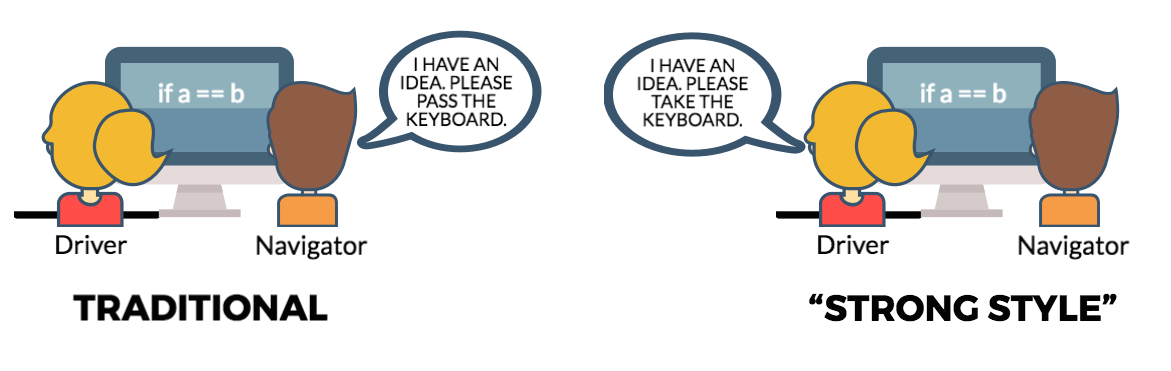 if a == b
I HAVE AN
IDEA. PLEASE
PASS THE
KEYBOARD.
Driver
Navigator
TRADITIONAL
I HAVE AN
IDEA. PLEASE
TAKE THE
KEYBOARD.
if a == b
Driver
Navigator
“STRONG STYLE”